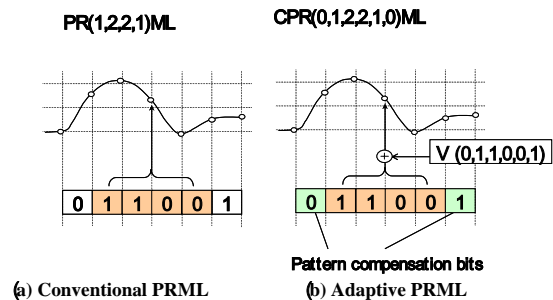 PR(1,2,2,1)ML
CPR(0,1,2,2,1,0)ML
V (0,1,1,0,0,1)
0 1 1 0 0 1
0 1 1 0 0 1
Pattern compensation bits
(a) Conventional PRML
(b) Adaptive PRML